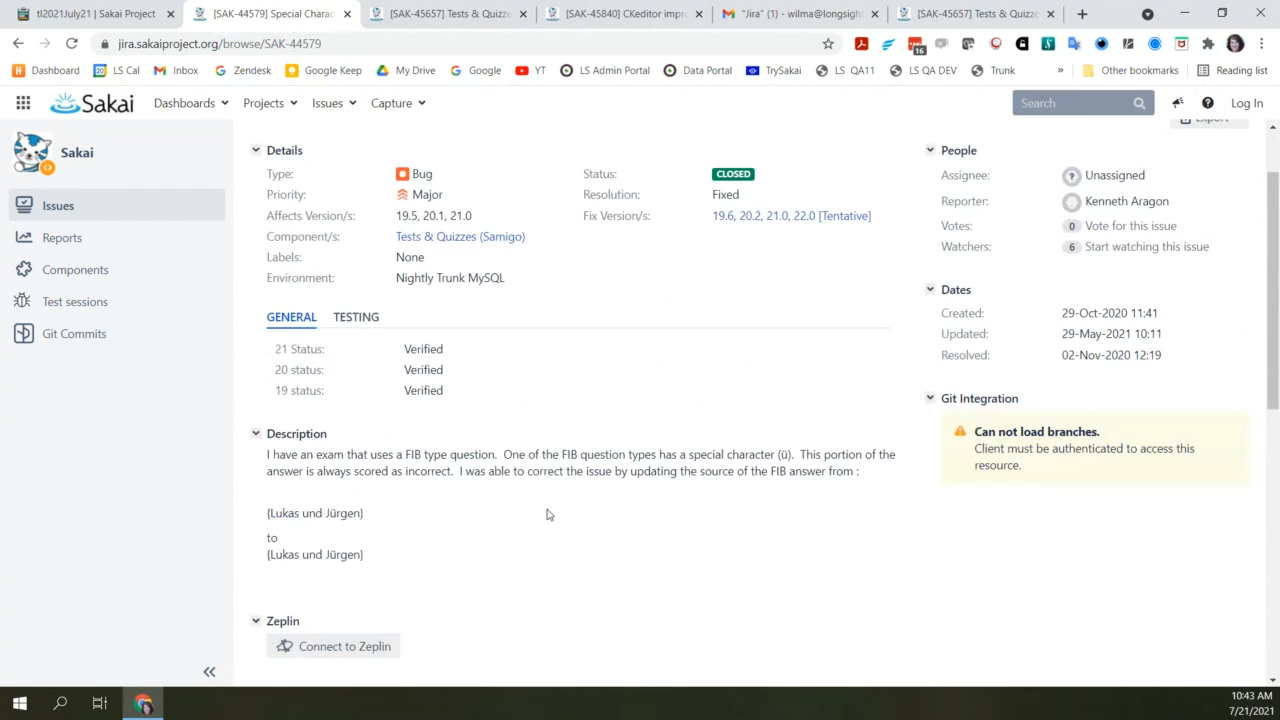 tl2021July21 | Sakai Project
[SAK-44579] Special Charac
[SAK-45657] Tests & Quizze
[SAK-45840] CKeditor impro
"Jira" (1) - wilma@longsight
[SAK-45657] Tests & Quizze
jira.sakaiproject.org/browse/SAK-44579
16
Dashboard
LS Cal
Inbox
Zendesk
Google Keep
My Drive
Google
YT
LS Admin Portal
Data Portal
TrySakai
LS QA11
LS QA DEV
Trunk
»
Other bookmarks
Reading list
Sakai
Dashboards
Projects
Issues
Capture
Search
Log In
Export
Sakai
Issues
Reports
Components
Test sessions
Git Commits
Details
Type: Bug
Status: CLOSED
Priority: Major
Resolution: Fixed
Affects Version/s: 19.5, 20.1, 21.0
Fix Version/s: 19.6, 20.2, 21.0, 22.0 [Tentative]
Component/s: Tests & Quizzes (Samigo)
Labels: None
Environment: Nightly Trunk MySQL
GENERAL TESTING
21 Status: Verified
20 status: Verified
19 status: Verified
Description
I have an exam that uses a FIB type question. One of the FIB question types has a special character (ü). This portion of the
answer is always scored as incorrect. I was able to correct the issue by updating the source of the FIB answer from :
{Lukas und Jürgen}
to
{Lukas und Jürgen}
Zeplin
Connect to Zeplin
People
Assignee: Unassigned
Reporter: Kenneth Aragon
Votes: 0 Vote for this issue
Watchers: 6 Start watching this issue
Dates
Created: 29-Oct-2020 11:41
Updated: 29-May-2021 10:11
Resolved: 02-Nov-2020 12:19
Git Integration
Can not load branches.
Client must be authenticated to access this
resource.
10:43 AM
7/21/2021